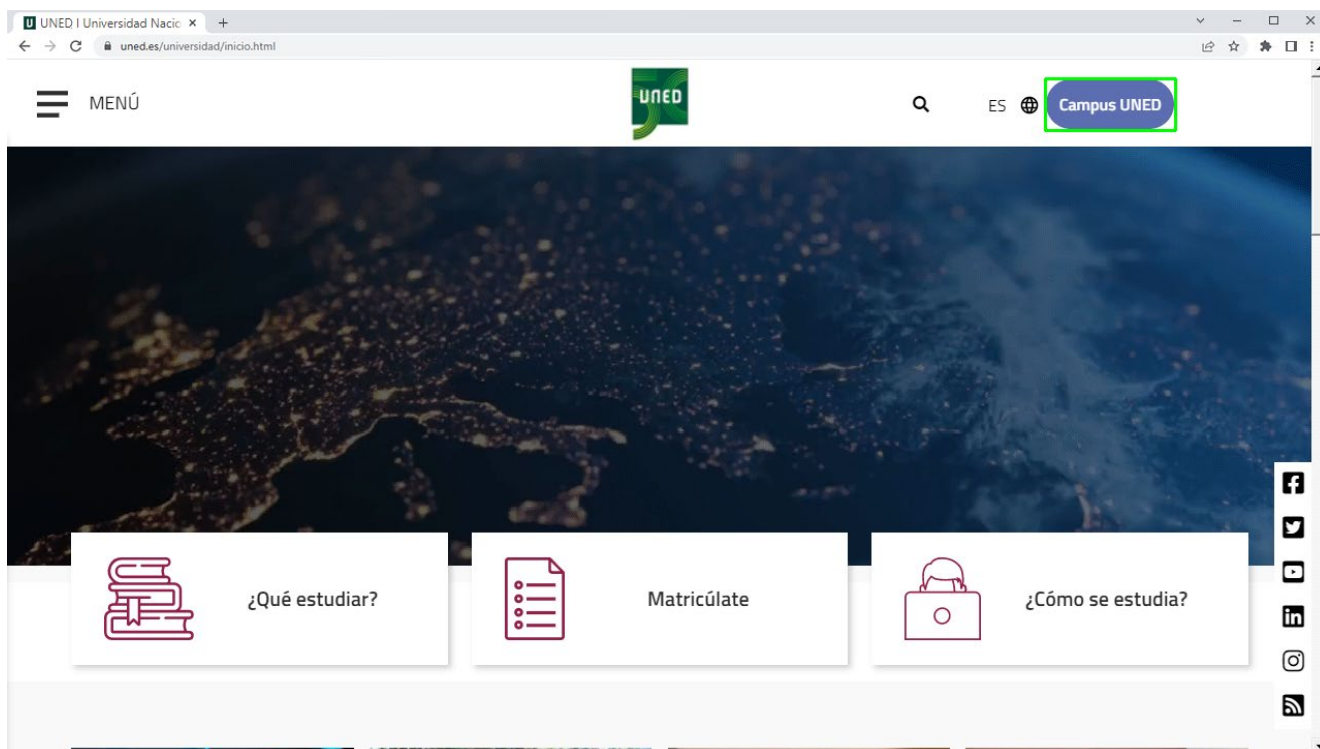 UNED I Universidad Nacio
uned.es/universidad/inicio.html
MENÚ
UNED
ES
Campus UNED
¿Qué estudiar?
Matricúlate
¿Cómo se estudia?